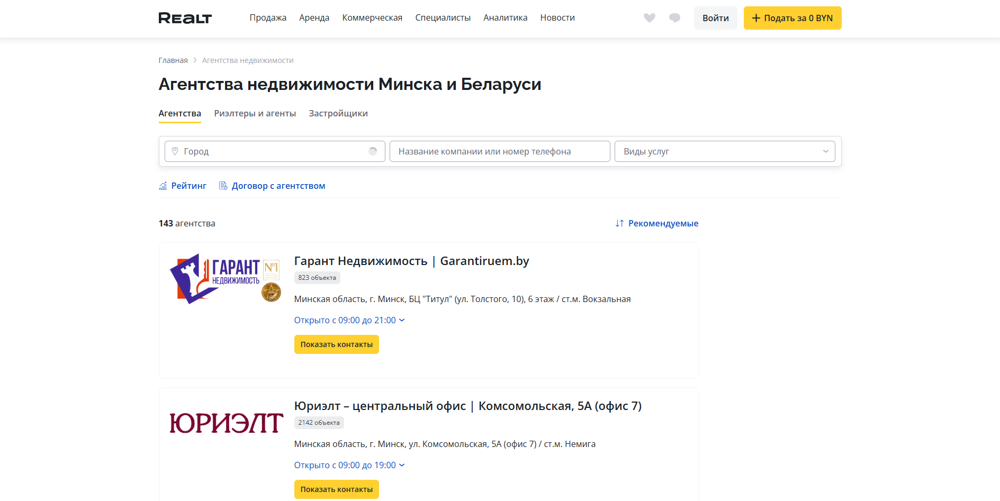 REALT
Продажа Аренда Коммерческая Специалисты Аналитика Новости
Войти
Подать за 0 BYN
Главная Агентства недвижимости
Агентства недвижимости Минска и Беларуси
Агентства Риэлтеры и агенты Застройщики
Город
Название компании или номер телефона
Виды услуг
Рейтинг Договор с агентством
143 агентства
Рекомендуемые
ГАРАНТ
НЕДВИЖИМОСТЬ
№1
Гарант Недвижимость | Garantiruem.by
823 объекта
Минская область, г. Минск, БЦ "Титул" (ул. Толстого, 10), 6 этаж / ст.м. Вокзальная
Открыто с 09:00 до 21:00
Показать контакты
ЮРИЭЛТ
Юриэлт – центральный офис | Комсомольская, 5А (офис 7)
2142 объекта
Минская область, г. Минск, ул. Комсомольская, 5А (офис 7) / ст.м. Немига
Открыто с 09:00 до 19:00
Показать контакты